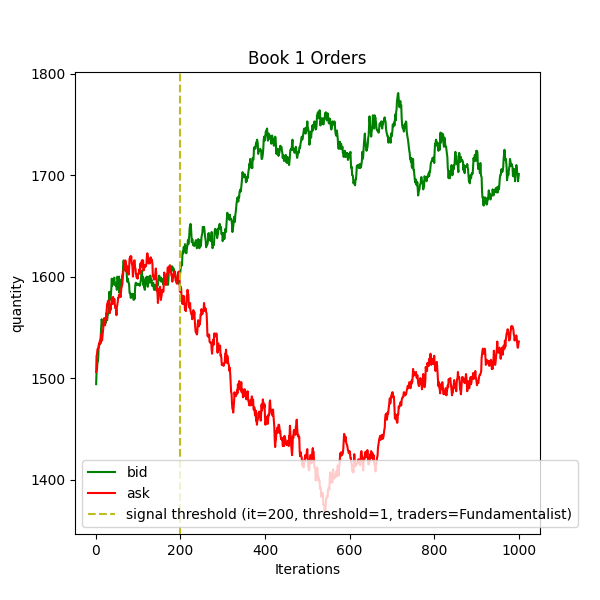 Book 1 Orders
1800
1700
1600
1500
1400
quantity
bid
ask
signal threshold (it=200, threshold=1, traders=Fundamentalist)
0 200 400 600 800 1000
Iterations